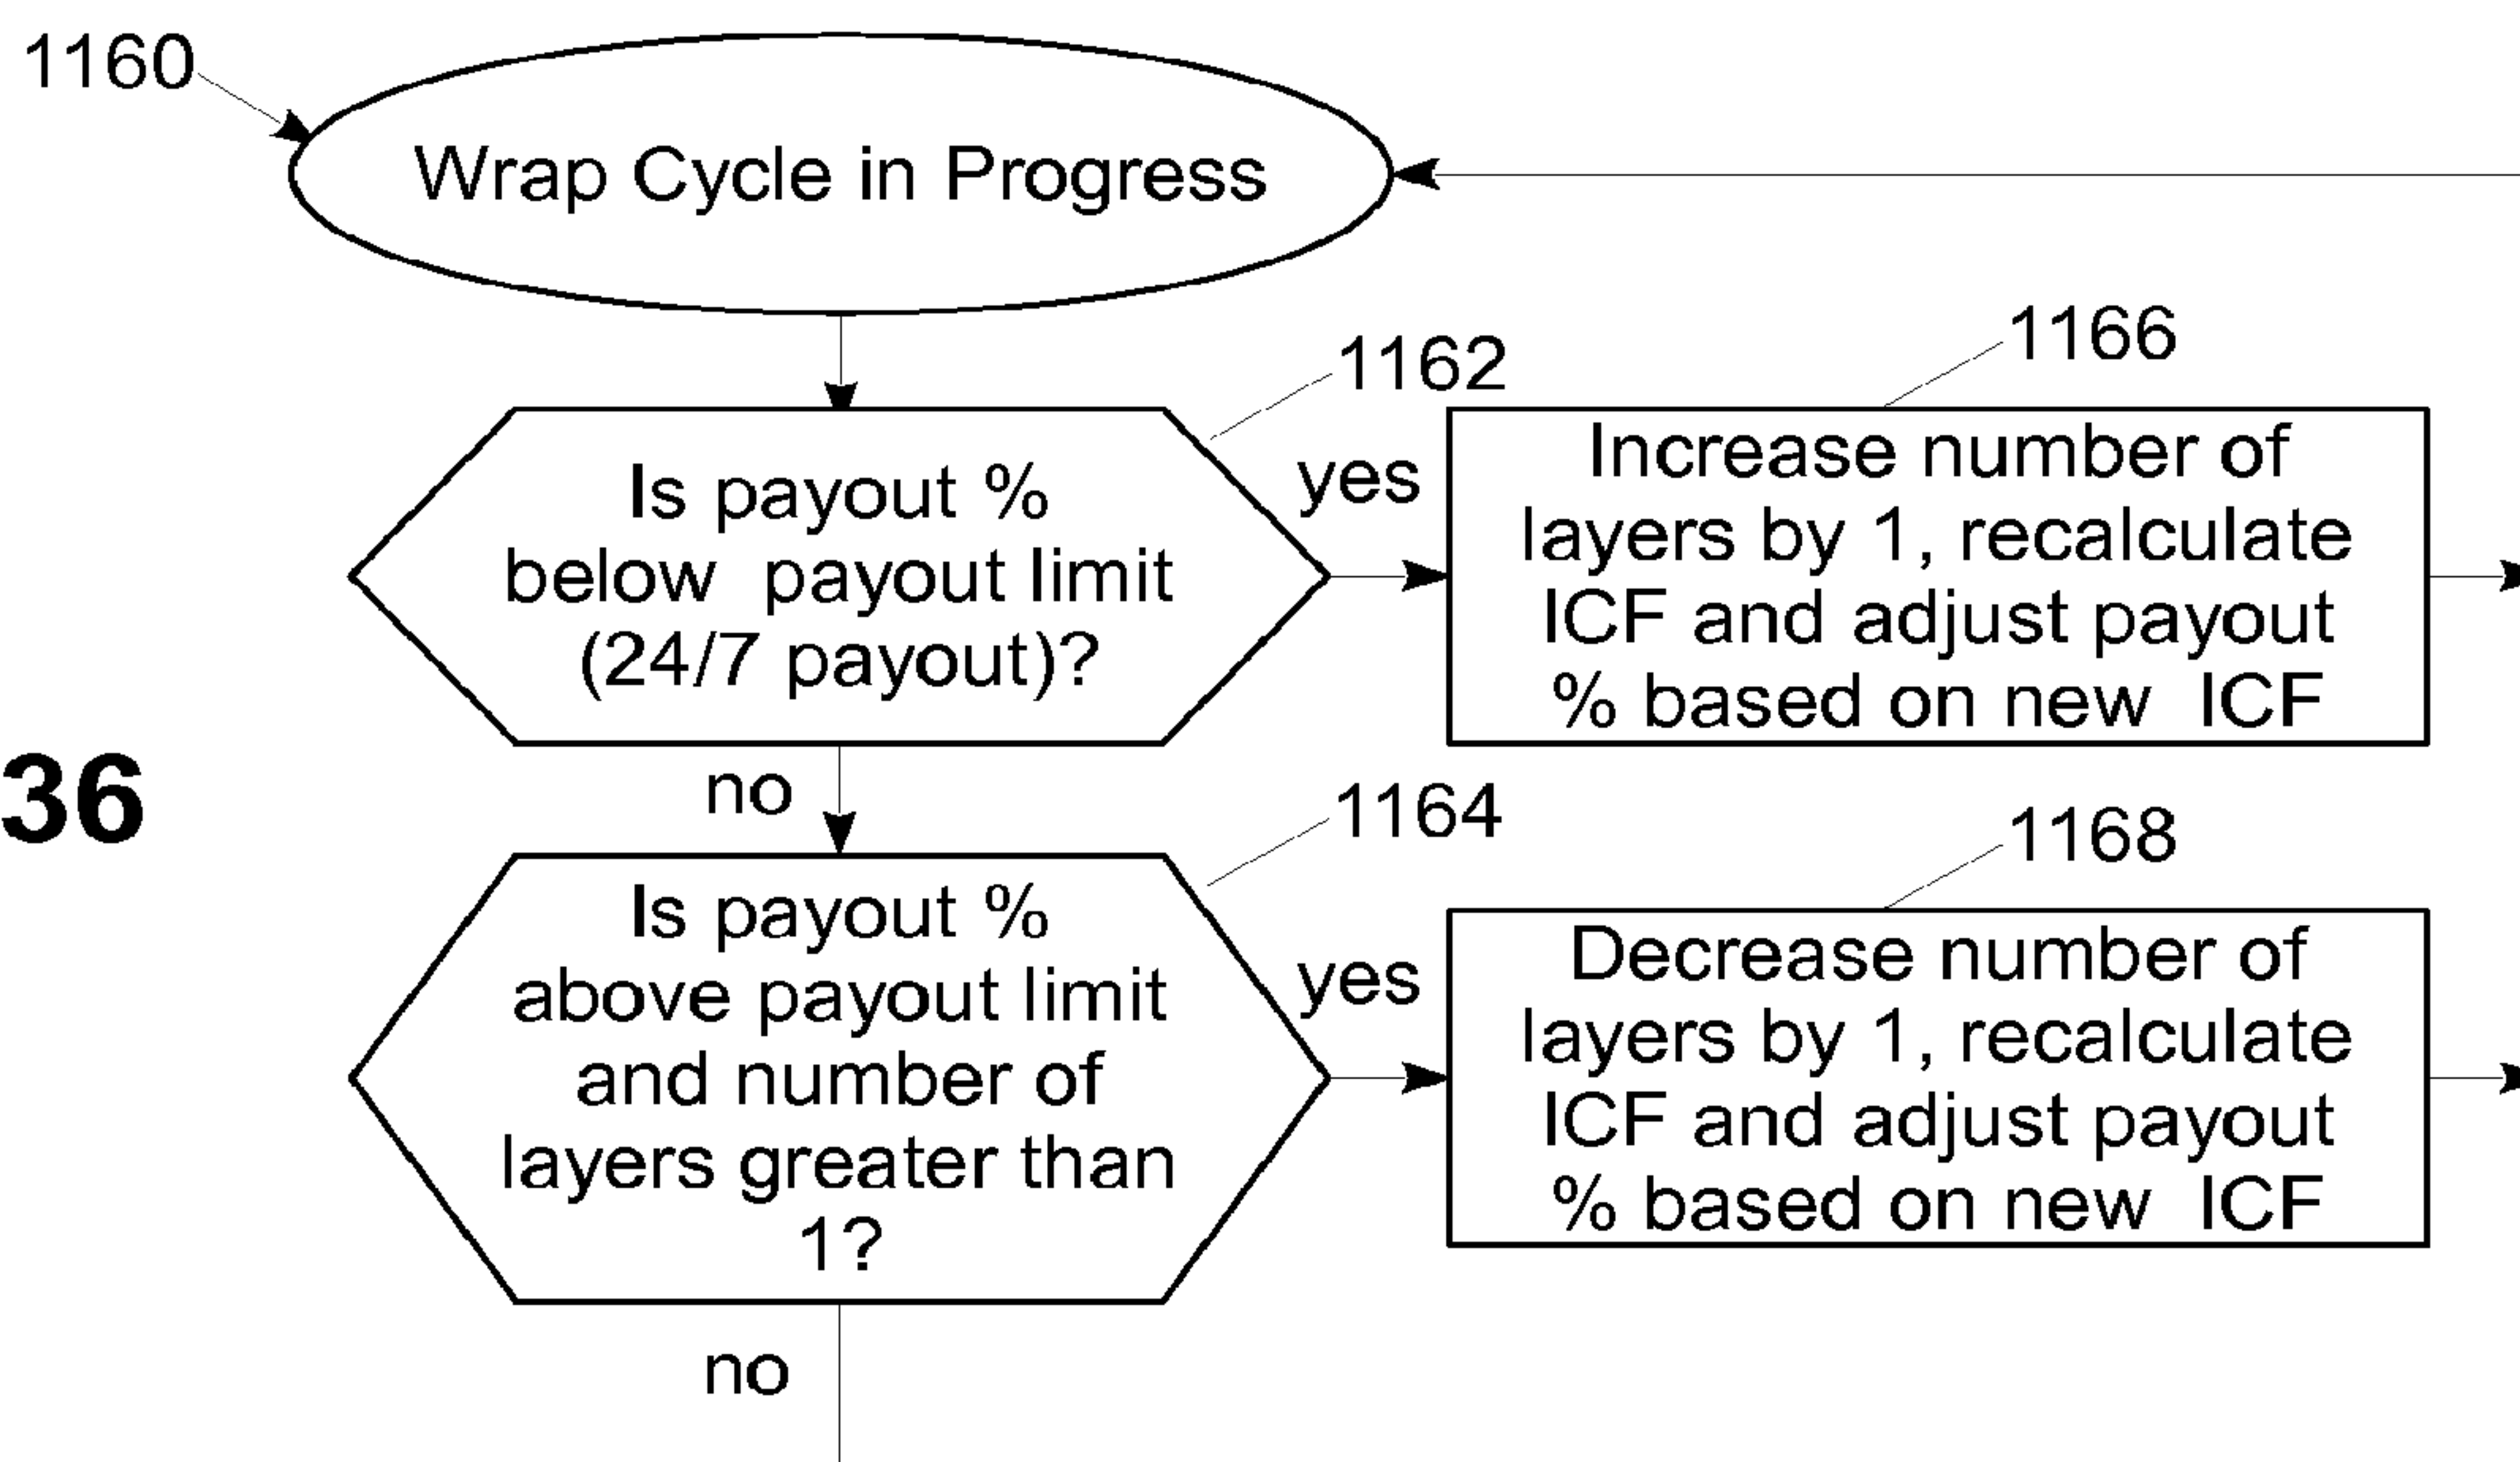 1160
Wrap Cycle in Progress
1162
1166
Is payout %
below payout limit
(24/7 payout)?
yes
Increase number of
layers by 1, recalculate
ICF and adjust payout
% based on new ICF
no
36
1164
1168
Is payout %
above payout limit
and number of
layers greater than
1?
yes
Decrease number of
layers by 1, recalculate
ICF and adjust payout
% based on new ICF
no